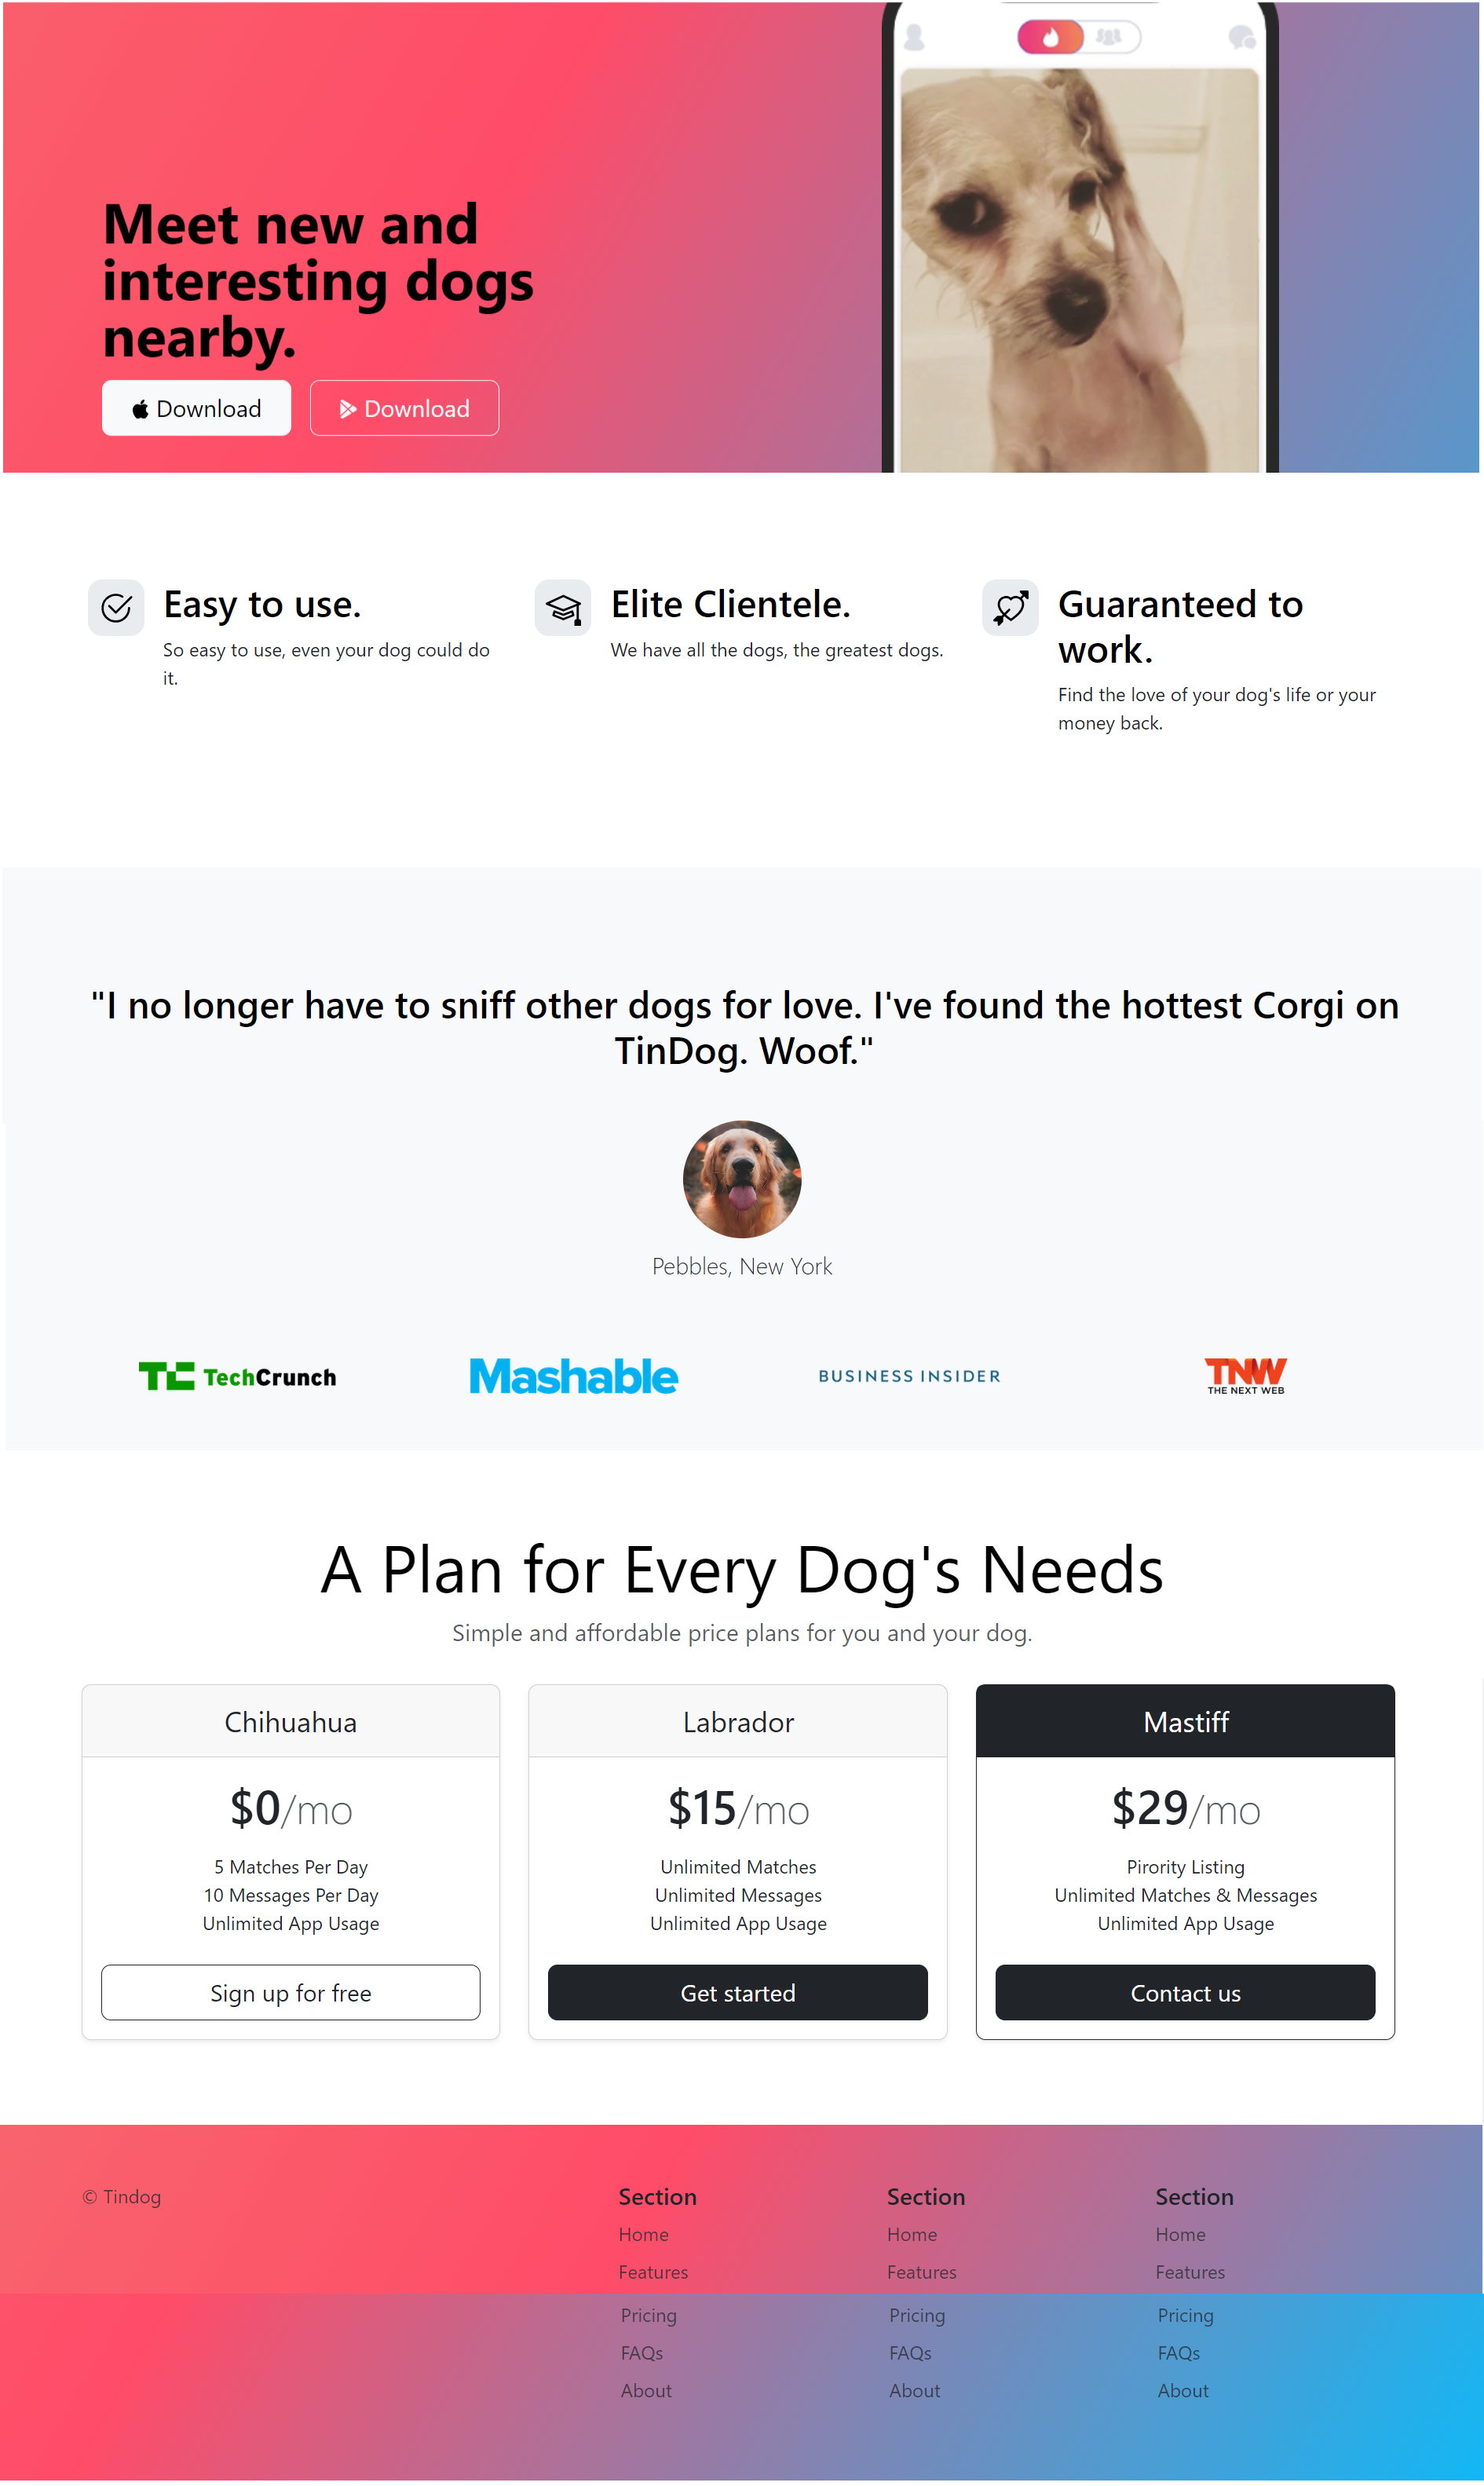 Meet new and
interesting dogs
nearby.
Download
Download
Easy to use.
So easy to use, even your dog could do
it.
Elite Clientele.
We have all the dogs, the greatest dogs.
Guaranteed to
work.
Find the love of your dog's life or your
money back.
"I no longer have to sniff other dogs for love. I've found the hottest Corgi on
TinDog. Woof."
Pebbles, New York
TC TechCrunch
Mashable
BUSINESS INSIDER
TNW
THE NEXT WEB
A Plan for Every Dog's Needs
Simple and affordable price plans for you and your dog.
Chihuahua
$0/mo
5 Matches Per Day
10 Messages Per Day
Unlimited App Usage
Sign up for free
Labrador
$15/mo
Unlimited Matches
Unlimited Messages
Unlimited App Usage
Get started
Mastiff
$29/mo
Pirority Listing
Unlimited Matches & Messages
Unlimited App Usage
Contact us
© Tindog
Section
Home
Features
Pricing
FAQs
About
Section
Home
Features
Pricing
FAQs
About
Section
Home
Features
Pricing
FAQs
About